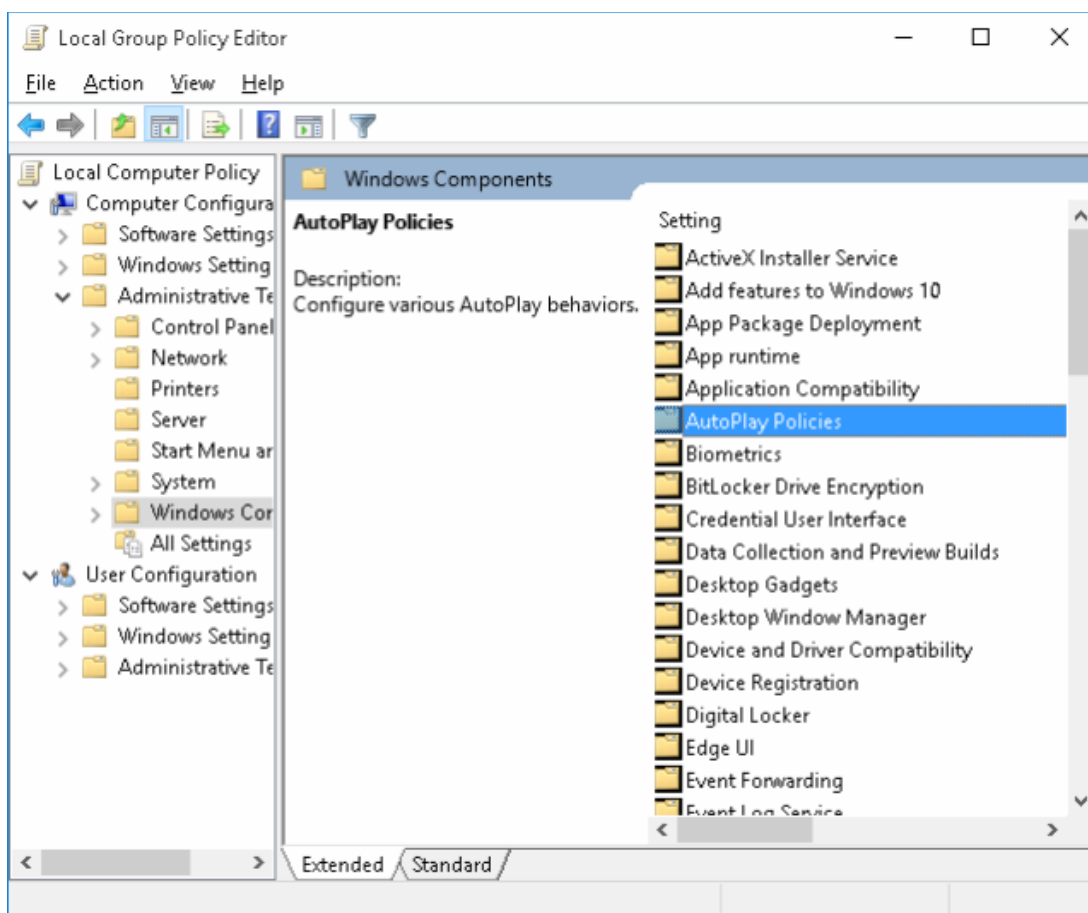 Local Group Policy Editor
File Action View Help
Local Computer Policy
Computer Configura
Software Settings
Windows Setting
Administrative Te
Control Panel
Network
Printers
Server
Start Menu ar
System
Windows Cor
All Settings
User Configuration
Software Settings
Windows Setting
Administrative Te
Windows Components
AutoPlay Policies
Description:
Configure various AutoPlay behaviors.
Setting
ActiveX Installer Service
Add features to Windows 10
App Package Deployment
App runtime
Application Compatibility
AutoPlay Policies
Biometrics
BitLocker Drive Encryption
Credential User Interface
Data Collection and Preview Builds
Desktop Gadgets
Desktop Window Manager
Device and Driver Compatibility
Device Registration
Digital Locker
Edge UI
Event Forwarding
Event Log Service
Extended Standard